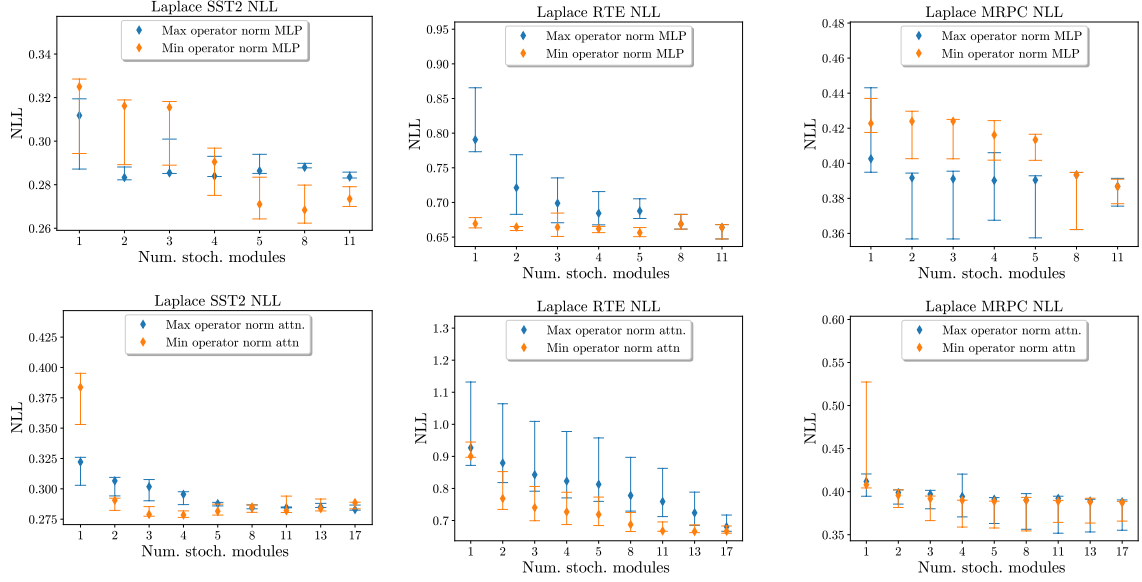 Laplace SST2 NLL
Max operator norm MLP
Min operator norm MLP
NLL
0.34
0.32
0.30
0.28
0.26
1 2 3 4 5 8 11
Num. stoch. modules
Laplace RTE NLL
Max operator norm MLP
Min operator norm MLP
NLL
0.95
0.90
0.85
0.80
0.75
0.70
0.65
1 2 3 4 5 8 11
Num. stoch. modules
Laplace MRPC NLL
Max operator norm MLP
Min operator norm MLP
NLL
0.48
0.46
0.44
0.42
0.40
0.38
0.36
1 2 3 4 5 8 11
Num. stoch. modules
Laplace SST2 NLL
Max operator norm attn.
Min operator norm attn
NLL
0.425
0.400
0.375
0.350
0.325
0.300
0.275
1 2 3 4 5 8 11 13 17
Num. stoch. modules
Laplace RTE NLL
Max operator norm attn.
Min operator norm attn
NLL
1.3
1.2
1.1
1.0
0.9
0.8
0.7
1 2 3 4 5 8 11 13 17
Num. stoch. modules
Laplace MRPC NLL
Max operator norm attn.
Min operator norm attn
NLL
0.60
0.55
0.50
0.45
0.40
0.35
1 2 3 4 5 8 11 13 17
Num. stoch. modules